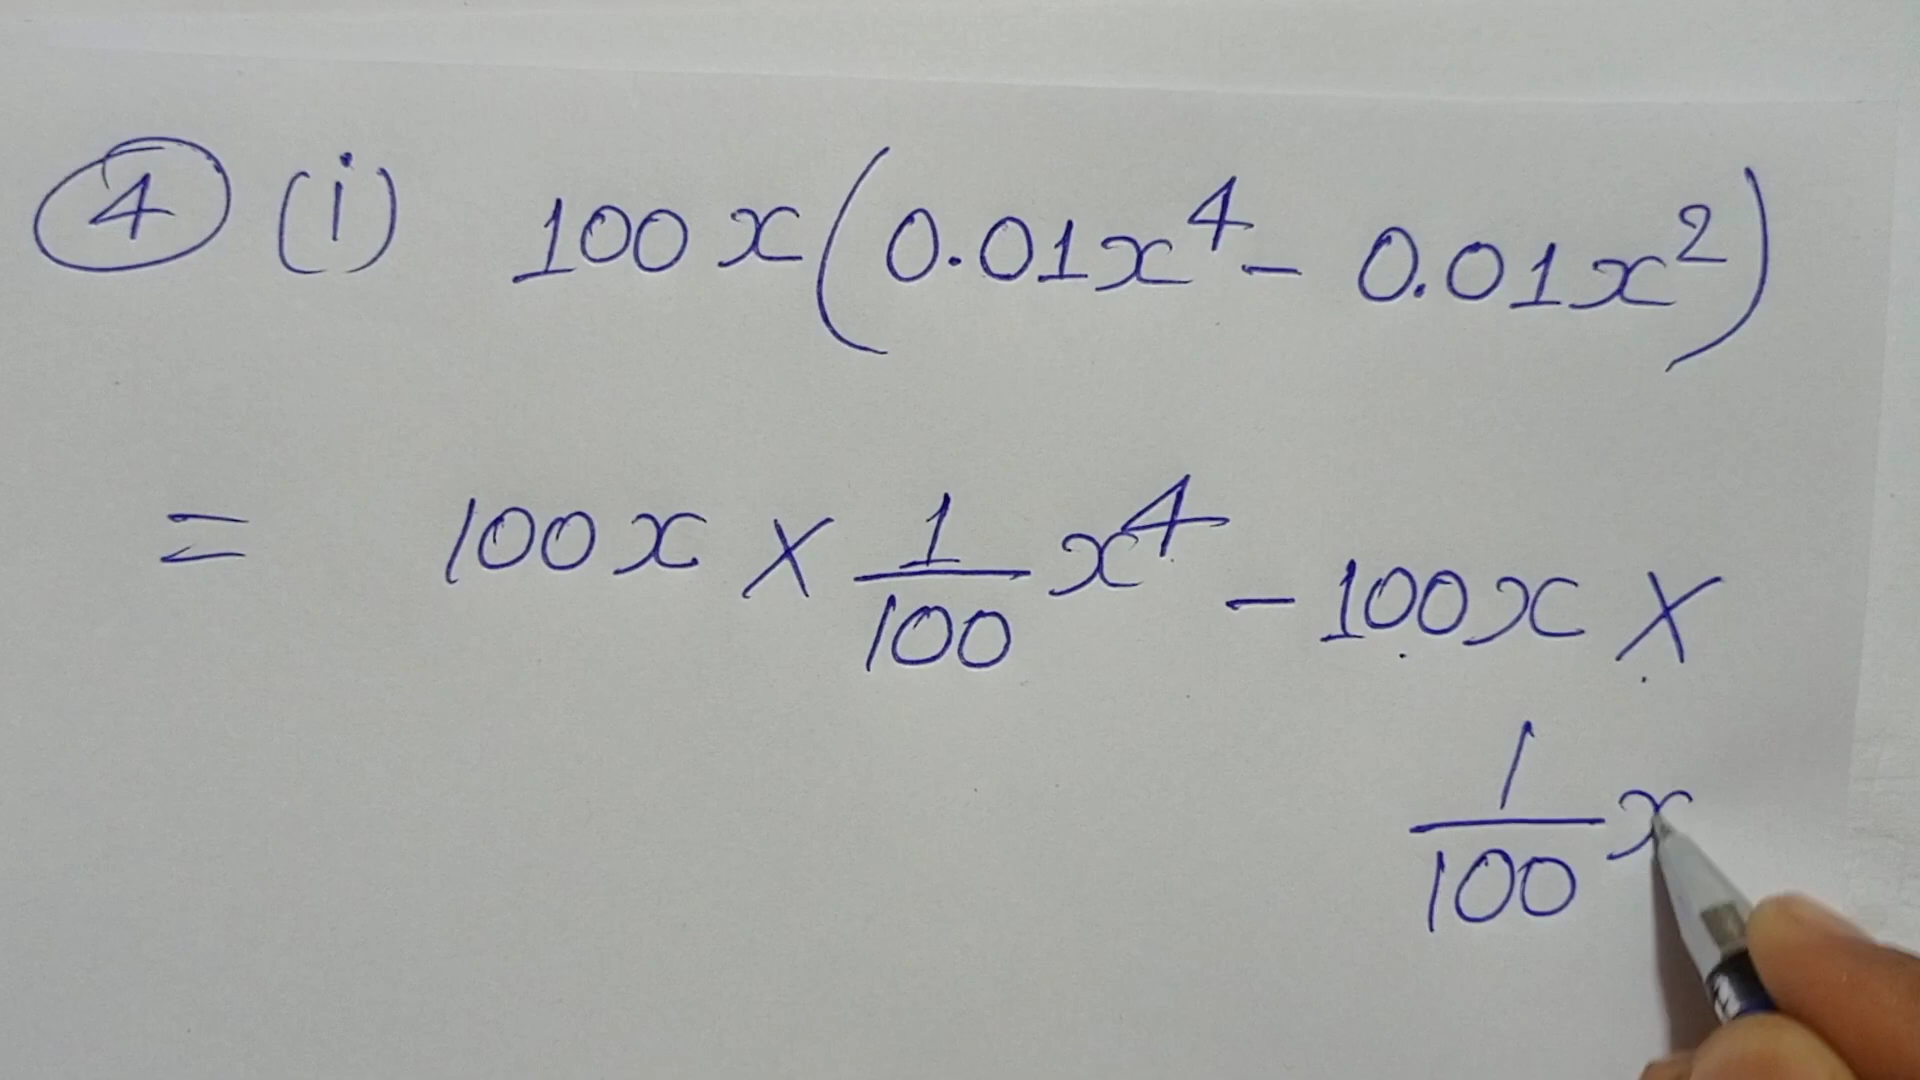 4 (i) 100x(0.01x⁴ - 0.01x²)
= 100x × 1/100 x⁴ - 100x ×
1/100 x